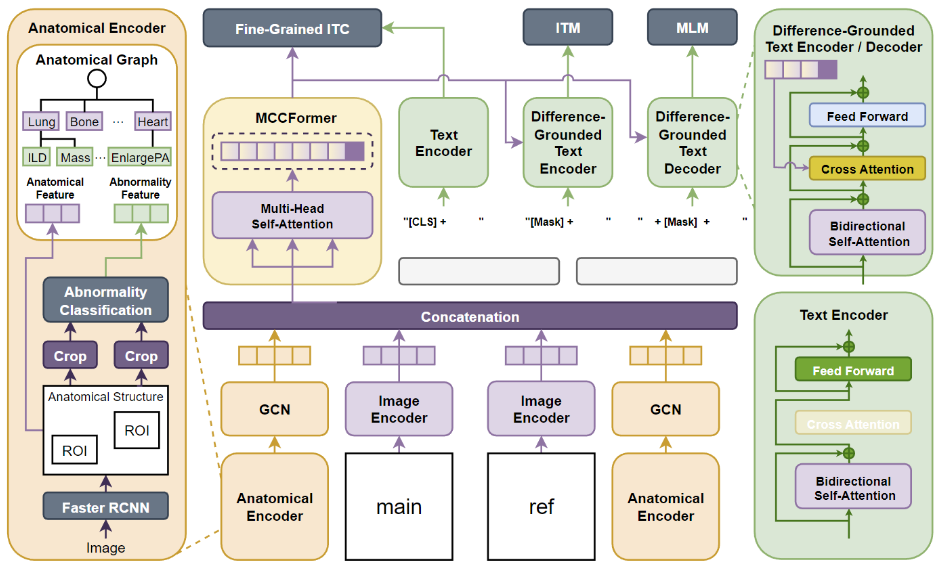 Anatomical Encoder
Anatomical Graph
Lung
Bone
...
Heart
ILD
Mass
...
EnlargePA
Anatomical
Feature
Abnormality
Feature
Abnormality
Classification
Crop
Crop
Anatomical Structure
ROI
ROI
Faster RCNN
Image
Fine-Grained ITC
ITM
MLM
MCCFormer
Multi-Head
Self-Attention
Text
Encoder
Difference-
Grounded
Text
Encoder
Difference-
Grounded
Text
Decoder
"[CLS] + "
"[Mask] + "
" + [Mask] + "
Concatenation
GCN
Image
Encoder
Image
Encoder
GCN
Anatomical
Encoder
main
ref
Anatomical
Encoder
Difference-Grounded
Text Encoder / Decoder
Feed Forward
Cross Attention
Bidirectional
Self-Attention
Text Encoder
Feed Forward
Cross Attention
Bidirectional
Self-Attention